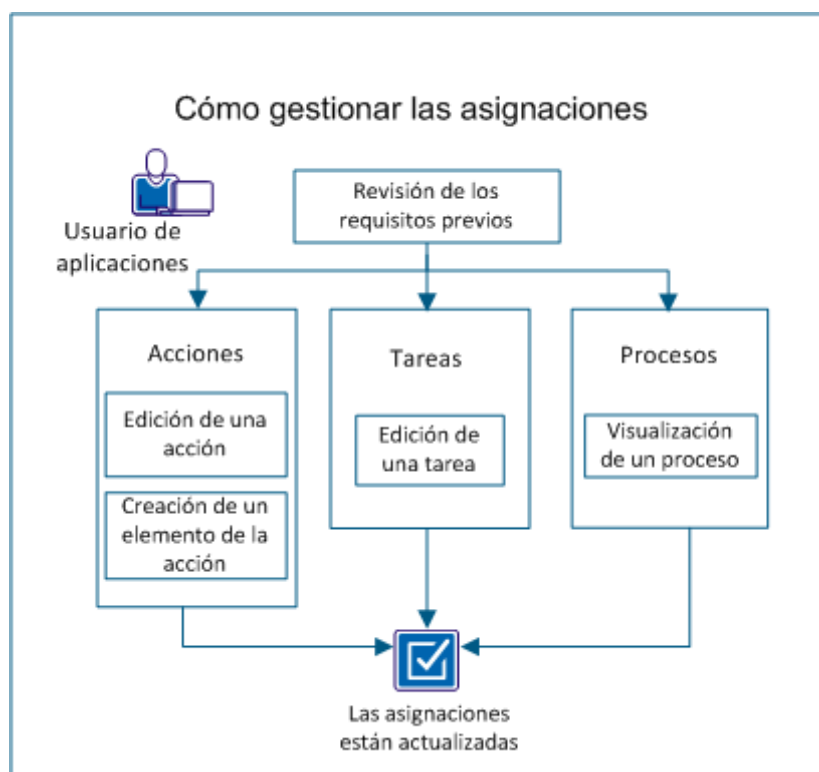 Cómo gestionar las asignaciones
Usuario de
aplicaciones
Revisión de los
requisitos previos
Acciones
Edición de una
acción
Creación de un
elemento de la
acción
Tareas
Edición de
una tarea
Procesos
Visualización
de un proceso
Las asignaciones
están actualizadas